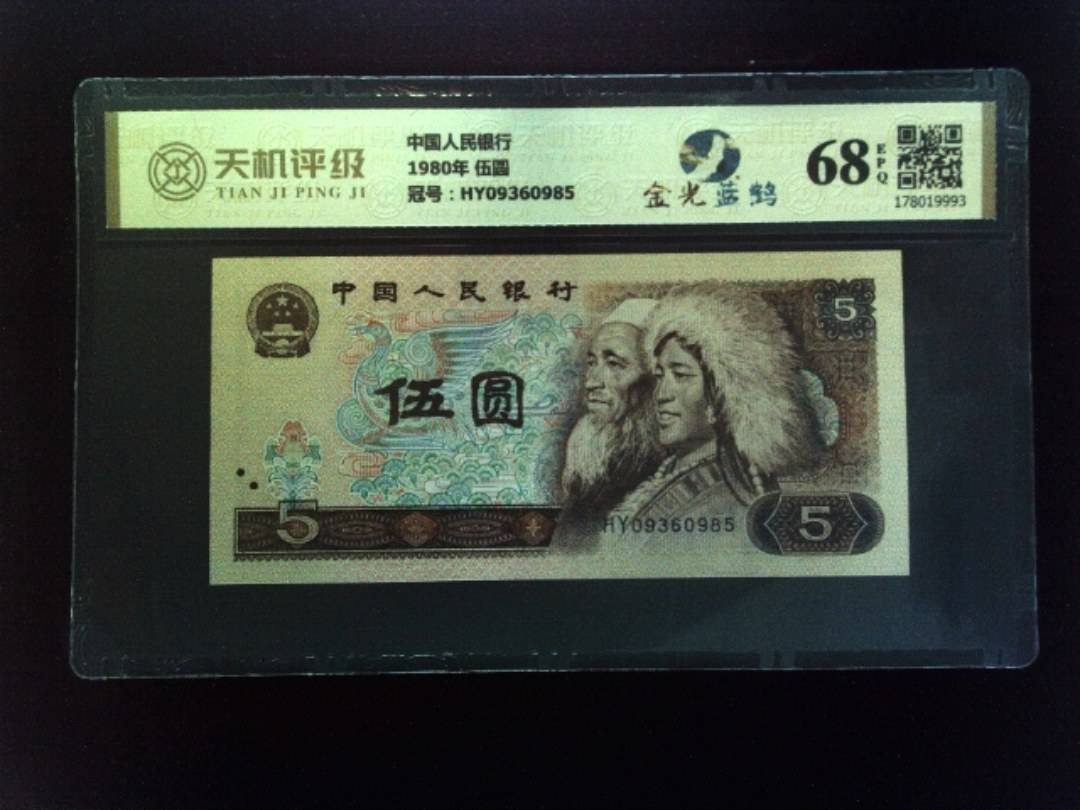 天机评级
TIAN JI PING JI
中国人民银行
1980年 伍圆
冠号：HY09360985
金光蓝鹤
68
EPQ
178019993
中国人民银行
5
伍圆
5
HY09360985
5